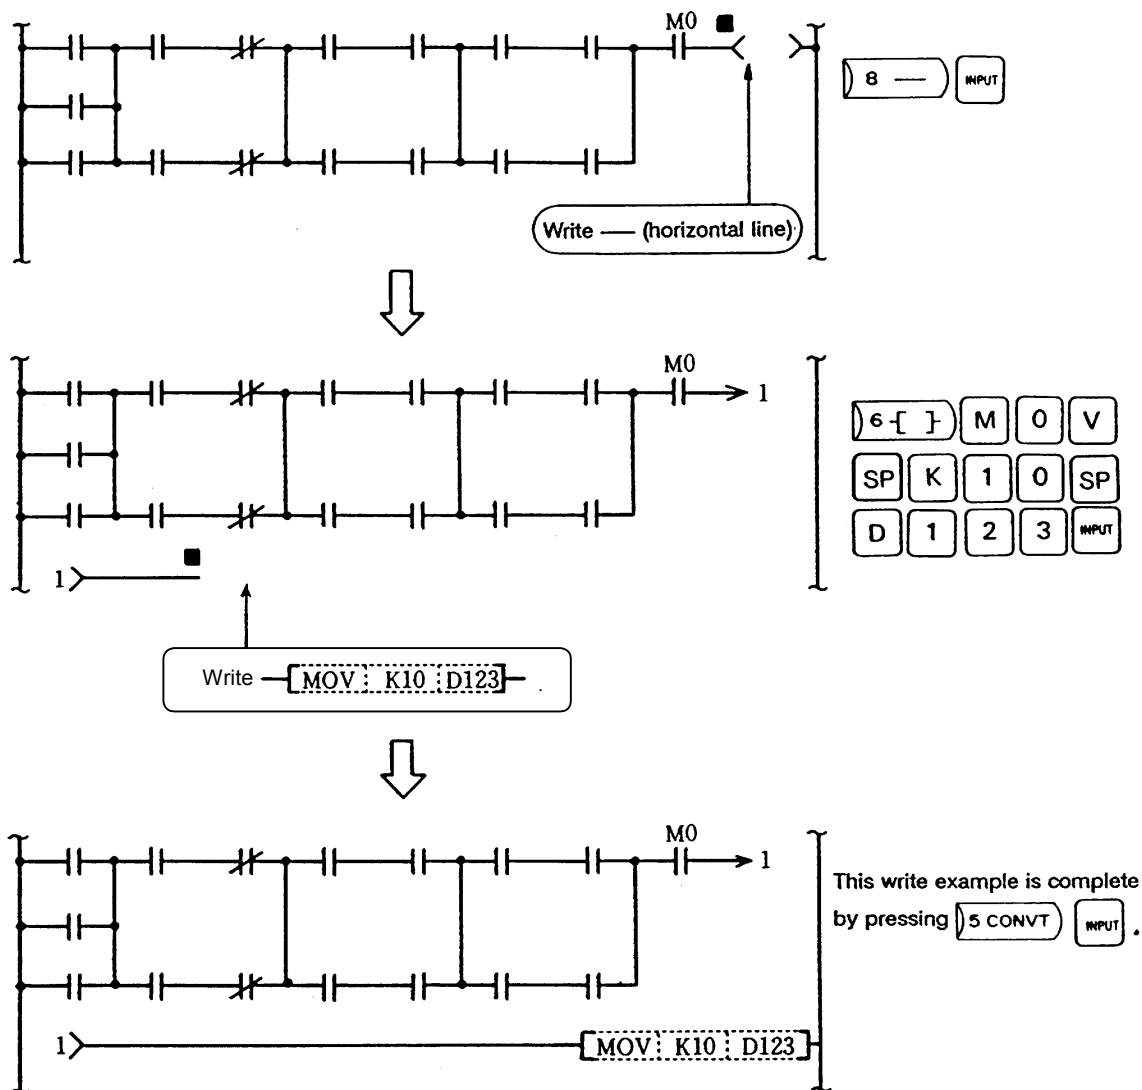 M0
8 — INPUT
Write — (horizontal line)
M0
1
6 -[ ]- M 0 V
SP K 1 0 SP
D 1 2 3 INPUT
1
Write MOV K10 D123
M0
1
This write example is complete
by pressing 5 CONVT INPUT .
1 MOV K10 D123